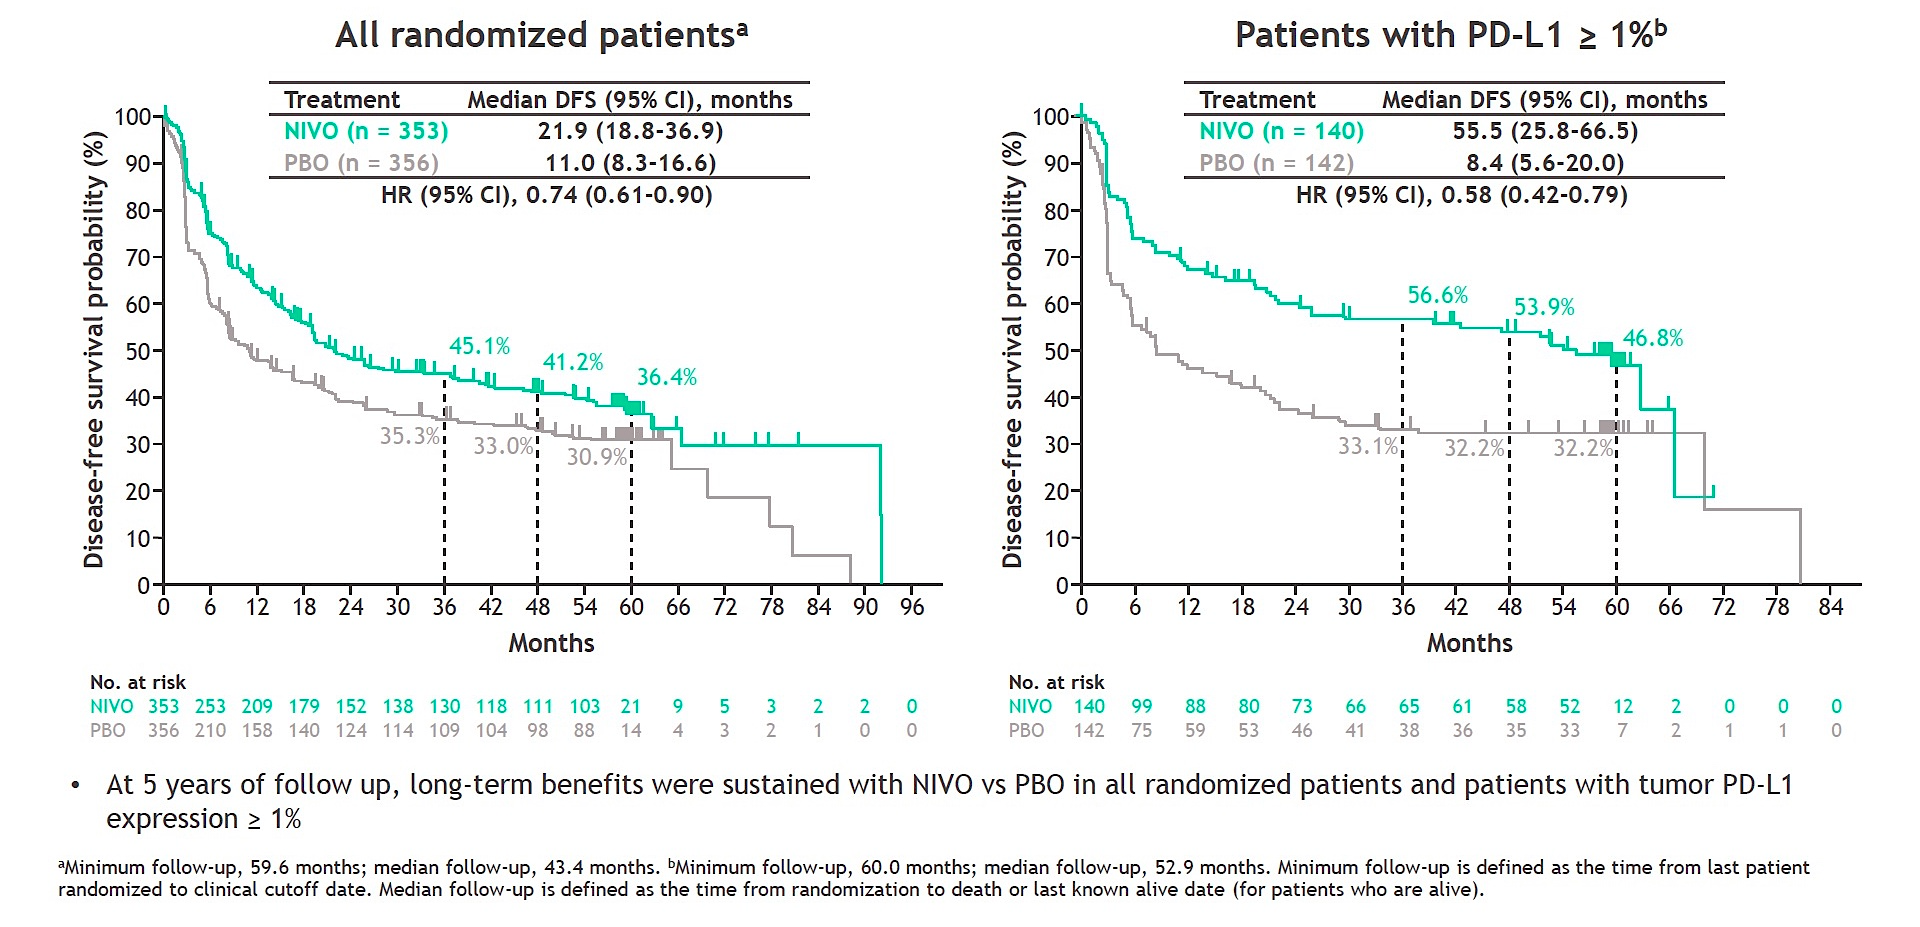 All randomized patientsᵃ
Treatment Median DFS (95% CI), months
NIVO (n = 353) 21.9 (18.8-36.9)
PBO (n = 356) 11.0 (8.3-16.6)
HR (95% CI), 0.74 (0.61-0.90)
Disease-free survival probability (%)
100
90
80
70
60
50
40
30
20
10
0
45.1%
41.2%
36.4%
35.3%
33.0%
30.9%
0 6 12 18 24 30 36 42 48 54 60 66 72 78 84 90 96
Months
No. at risk
NIVO 353 253 209 179 152 138 130 118 111 103 21 9 5 3 2 2 0
PBO 356 210 158 140 124 114 109 104 98 88 14 4 3 2 1 0 0
Patients with PD-L1 ≥ 1%ᵇ
Treatment Median DFS (95% CI), months
NIVO (n = 140) 55.5 (25.8-66.5)
PBO (n = 142) 8.4 (5.6-20.0)
HR (95% CI), 0.58 (0.42-0.79)
Disease-free survival probability (%)
100
90
80
70
60
50
40
30
20
10
0
56.6%
53.9%
46.8%
33.1%
32.2%
32.2%
0 6 12 18 24 30 36 42 48 54 60 66 72 78 84
Months
No. at risk
NIVO 140 99 88 80 73 66 65 61 58 52 12 2 0 0 0
PBO 142 75 59 53 46 41 38 36 35 33 7 2 1 1 0
• At 5 years of follow up, long-term benefits were sustained with NIVO vs PBO in all randomized patients and patients with tumor PD-L1
expression ≥ 1%
ᵃMinimum follow-up, 59.6 months; median follow-up, 43.4 months. ᵇMinimum follow-up, 60.0 months; median follow-up, 52.9 months. Minimum follow-up is defined as the time from last patient
randomized to clinical cutoff date. Median follow-up is defined as the time from randomization to death or last known alive date (for patients who are alive).